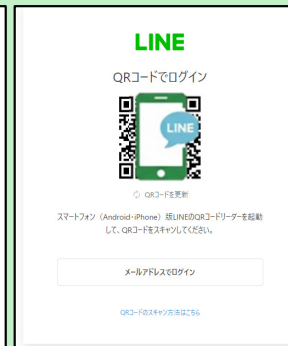 LINE
QRコードでログイン
LINE
QRコードを更新
スマートフォン（Android・iPhone）版LINEのQRコードリーダーを起動
して、QRコードをスキャンしてください。
メールアドレスでログイン
QRコードのスキャン方法はこちら